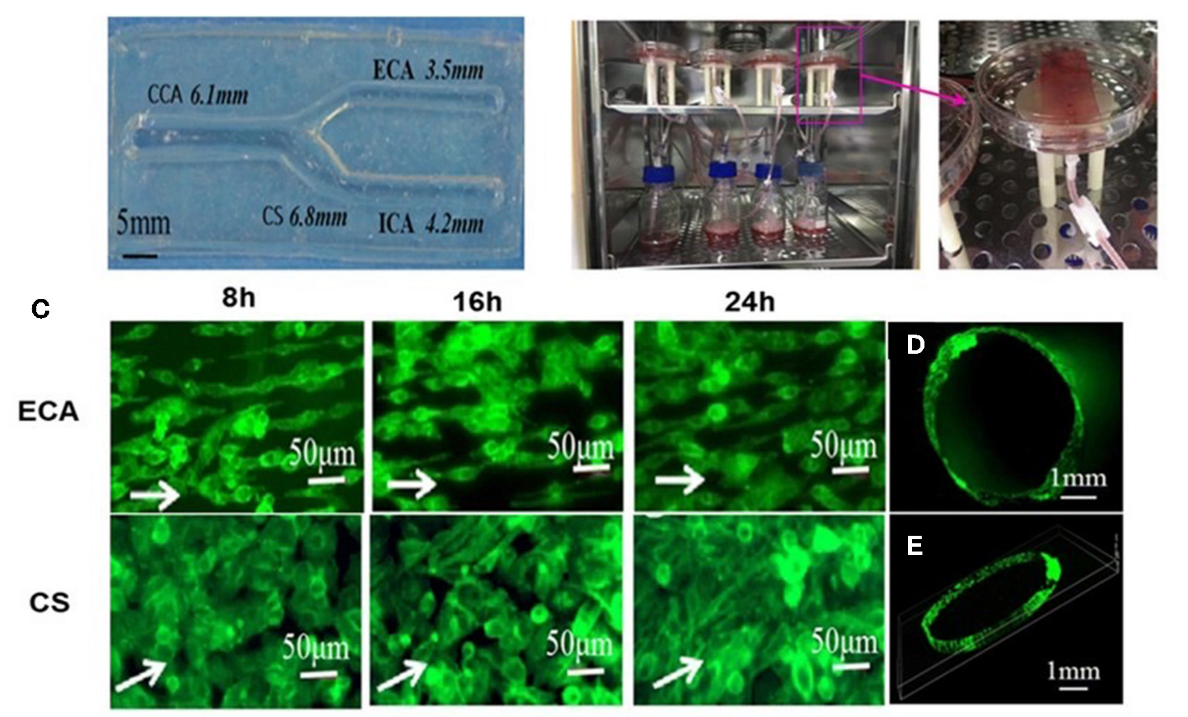 ECA 3.5mm
CCA 6.1mm
CS 6.8mm
ICA 4.2mm
5mm
C
8h
16h
24h
ECA
50μm
50μm
50μm
D
1mm
CS
50μm
50μm
50μm
E
1mm